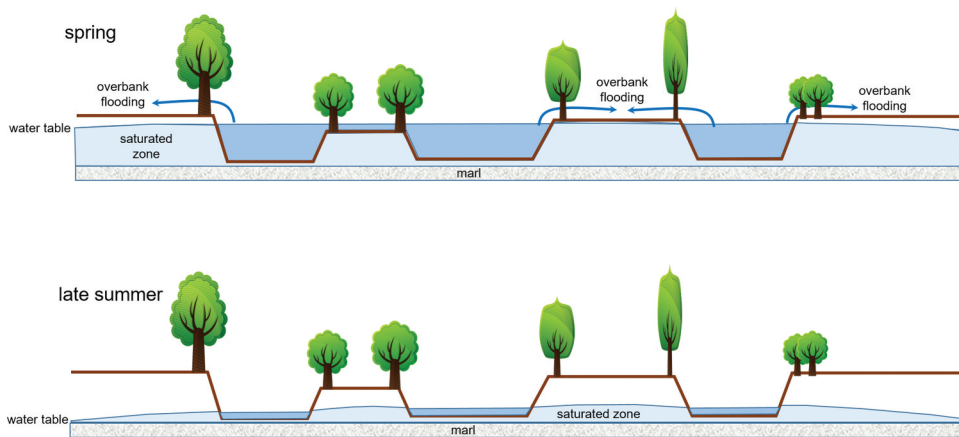 spring
overbank
flooding
overbank
flooding
overbank
flooding
water table
saturated
zone
marl
late summer
water table
saturated zone
marl